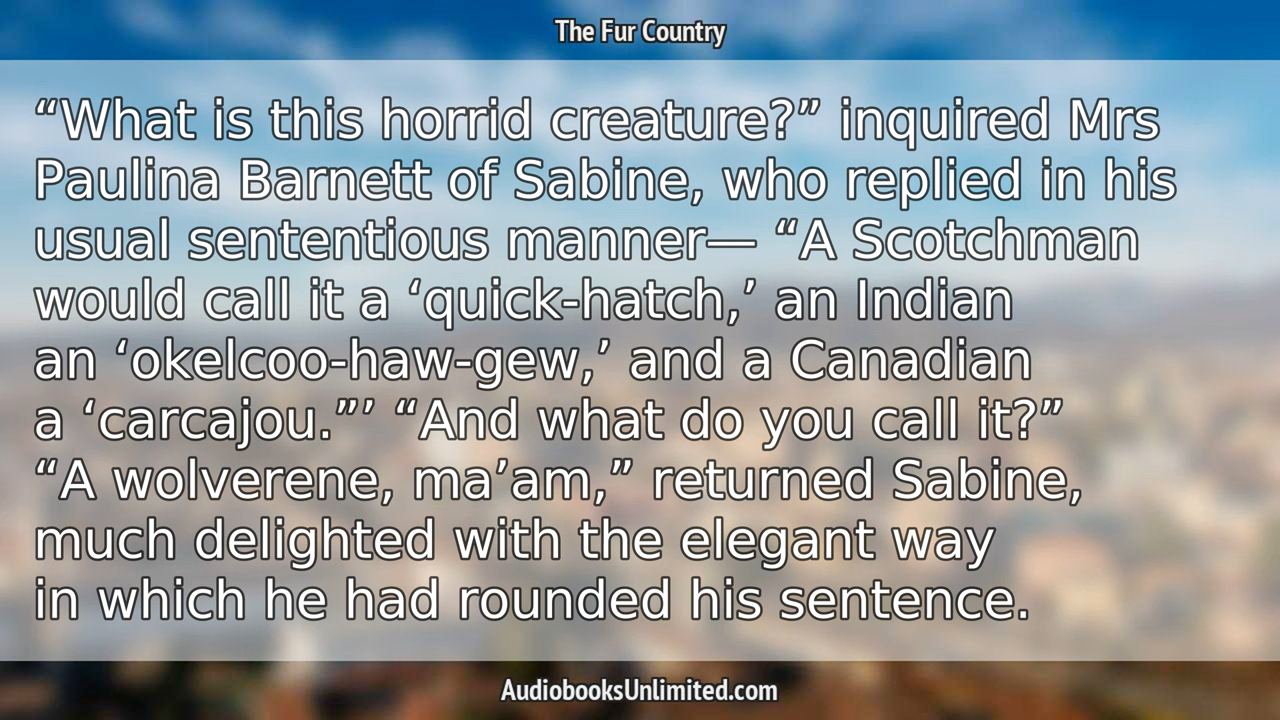 The Fur Country
“What is this horrid creature?” inquired Mrs
Paulina Barnett of Sabine, who replied in his
usual sententious manner— “A Scotchman
would call it a ‘quick-hatch,’ an Indian
an ‘okelcoo-haw-gew,’ and a Canadian
a ‘carcajou.”’ “And what do you call it?”
“A wolverene, ma’am,” returned Sabine,
much delighted with the elegant way
in which he had rounded his sentence.
AudiobooksUnlimited.com